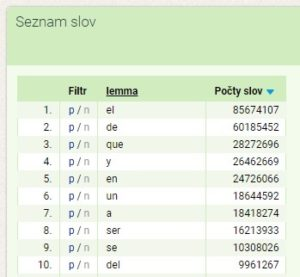 Seznam slov
Filtr lemma Počty slov
1. p / n el 85674107
2. p / n de 60185452
3. p / n que 28272696
4. p / n y 26462669
5. p / n en 24726066
6. p / n un 18644592
7. p / n a 18418274
8. p / n ser 16213933
9. p / n se 10308026
10. p / n del 9961267